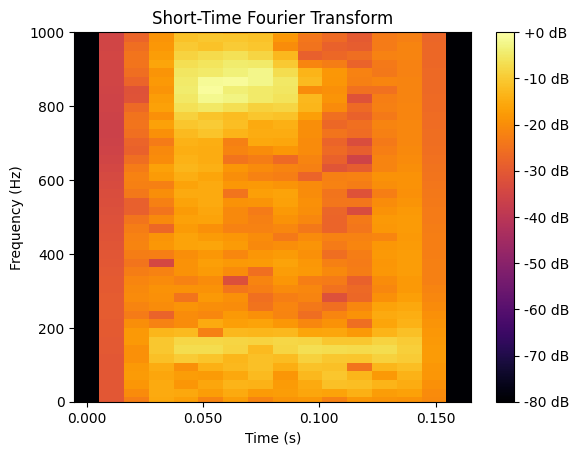 Short-Time Fourier Transform
1000
800
600
400
200
0
Frequency (Hz)
0.000
0.050
0.100
0.150
Time (s)
+0 dB
-10 dB
-20 dB
-30 dB
-40 dB
-50 dB
-60 dB
-70 dB
-80 dB